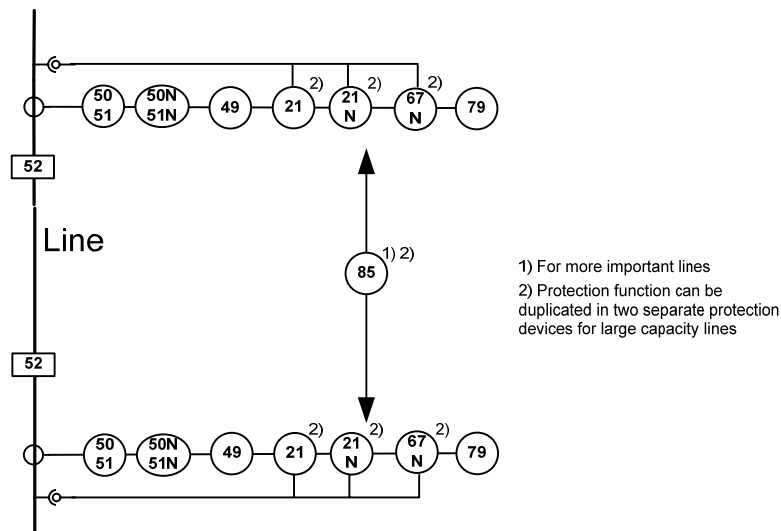 2) 2) 2)
50 50N 49 21 21 67 79
51 51N N N
52
Line
85 1) 2)
1) For more important lines
2) Protection function can be
duplicated in two separate protection
devices for large capacity lines
52
2) 2) 2)
50 50N 49 21 21 67 79
51 51N N N